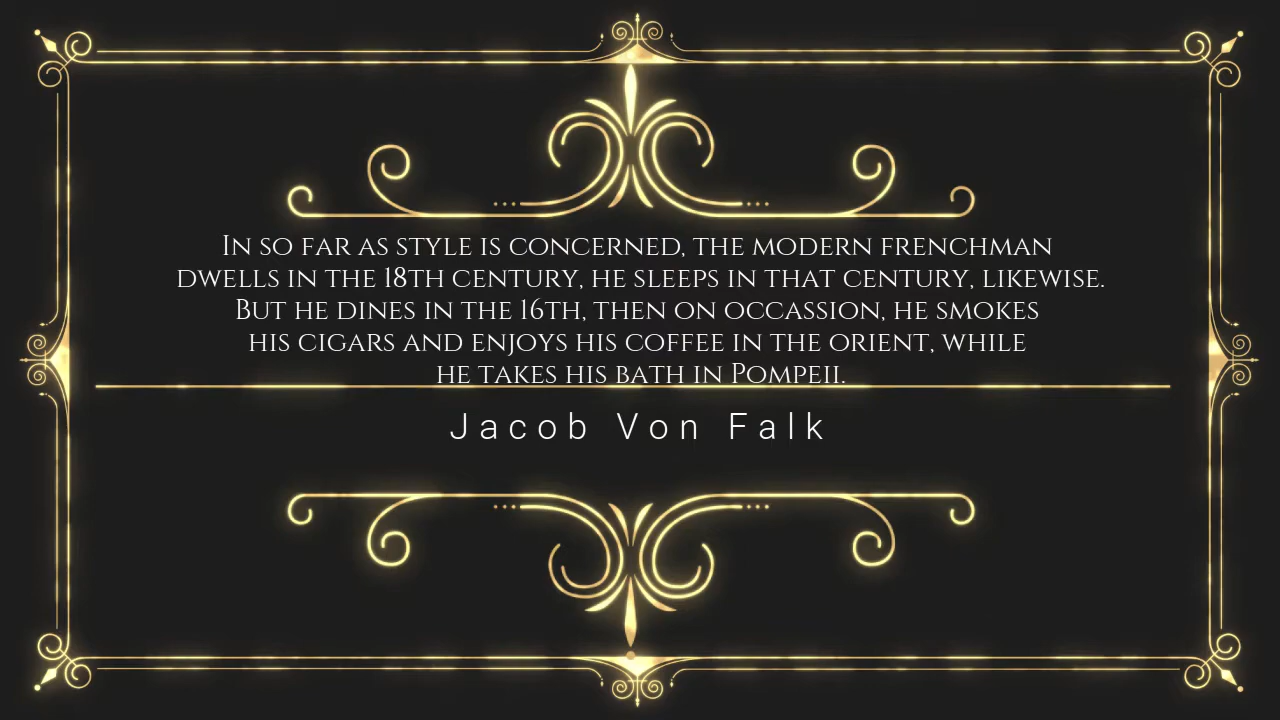 In so far as style is concerned, the modern Frenchman
dwells in the 18th century, he sleeps in that century, likewise.
But he dines in the 16th, then on occassion, he smokes
his cigars and enjoys his coffee in the Orient, while
he takes his bath in Pompeii.
Jacob Von Falk